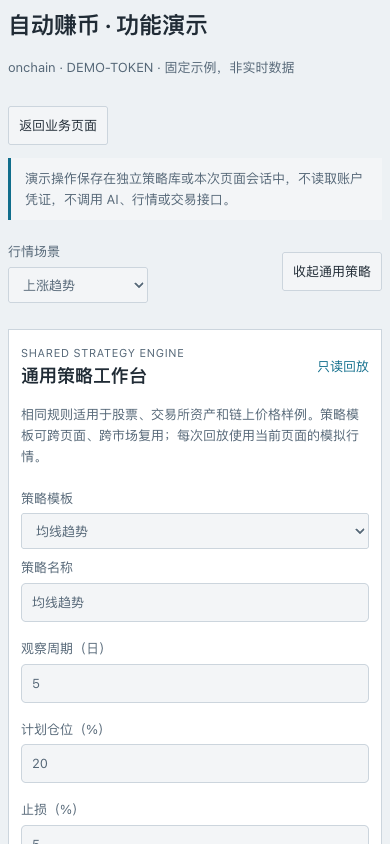 自动赚币 · 功能演示
onchain · DEMO-TOKEN · 固定示例，非实时数据
返回业务页面
演示操作保存在独立策略库或本次页面会话中，不读取账户
凭证，不调用 AI、行情或交易接口。
行情场景
上涨趋势
收起通用策略
SHARED STRATEGY ENGINE
通用策略工作台
只读回放
相同规则适用于股票、交易所资产和链上价格样例。策略模
板可跨页面、跨市场复用；每次回放使用当前页面的模拟行
情。
策略模板
均线趋势
策略名称
均线趋势
观察周期（日）
5
计划仓位（%）
20
止损（%）
5